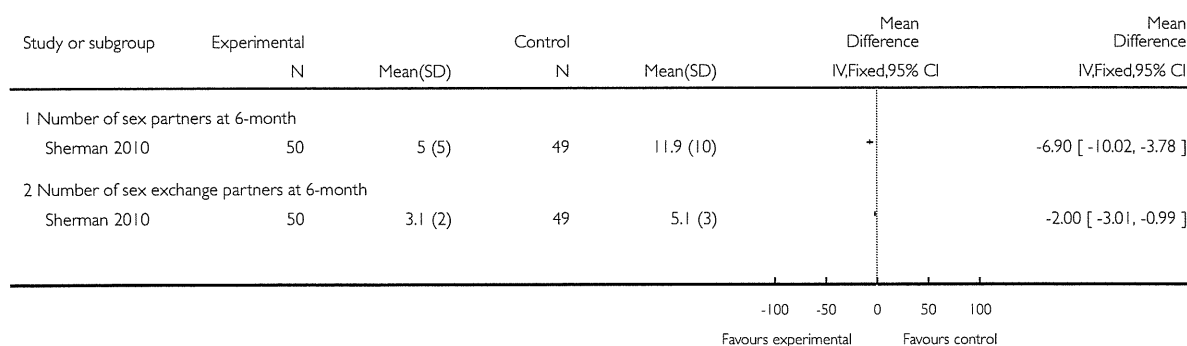 Mean Mean
Study or subgroup Experimental Control Difference Difference
N Mean(SD) N Mean(SD) IV,Fixed,95% CI IV,Fixed,95% CI
1 Number of sex partners at 6-month
Sherman 2010 50 5 (5) 49 11.9 (10) -6.90 [ -10.02, -3.78 ]
2 Number of sex exchange partners at 6-month
Sherman 2010 50 3.1 (2) 49 5.1 (3) -2.00 [ -3.01, -0.99 ]
-100 -50 0 50 100
Favours experimental Favours control